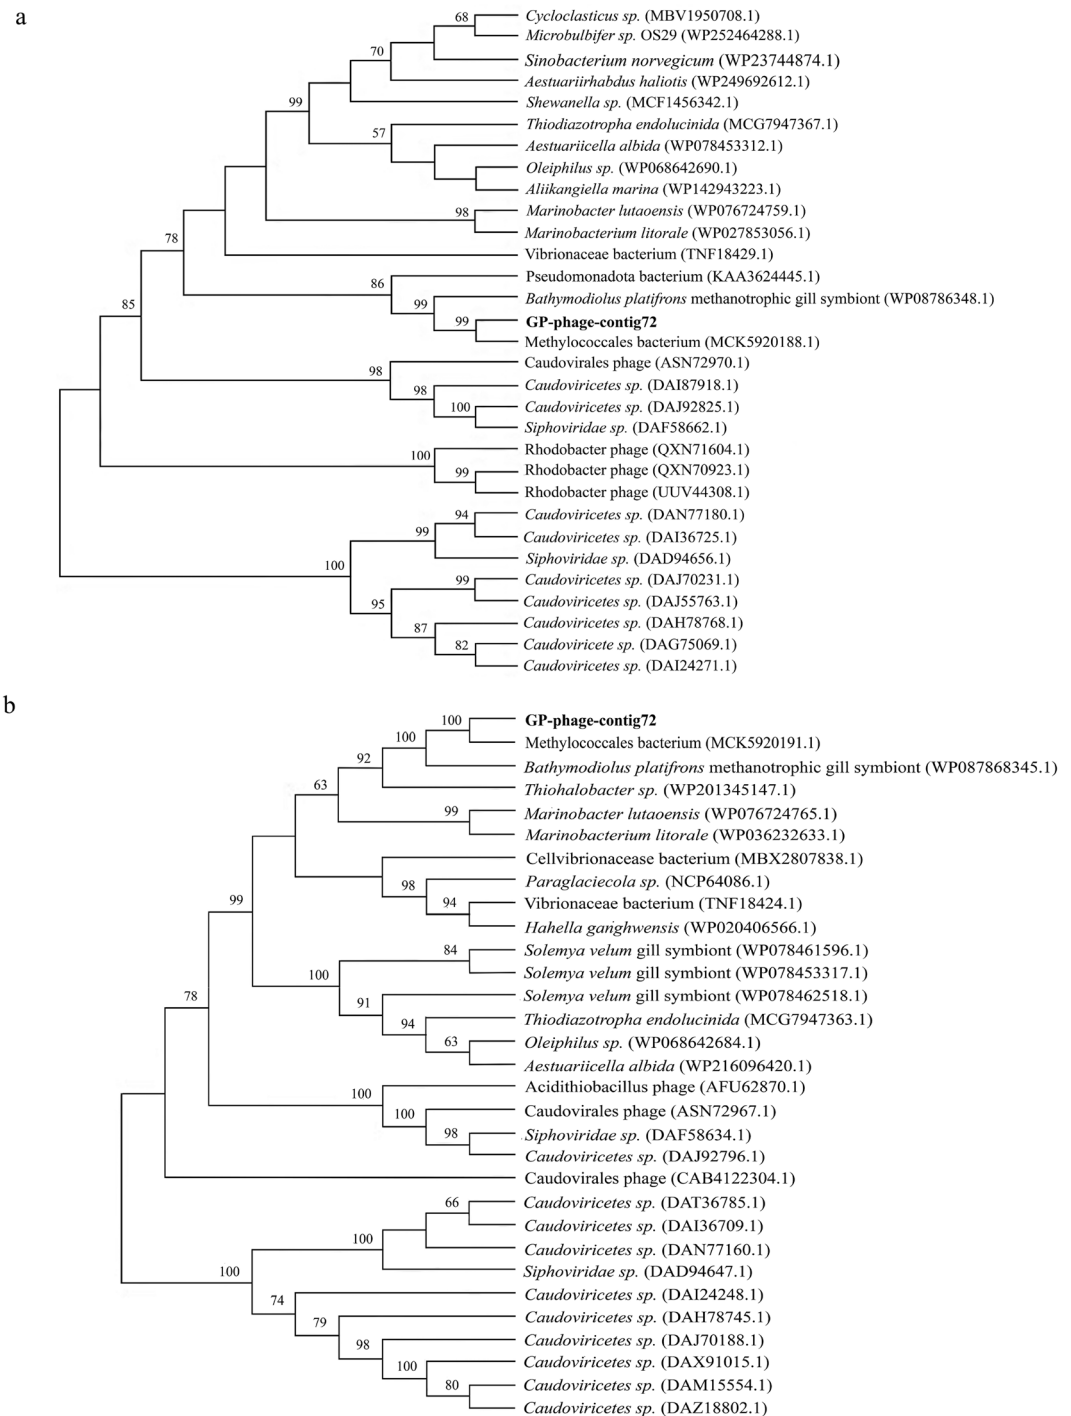 a
68
Cycloclasticus sp. (MBV1950708.1)
Microbulbifer sp. OS29 (WP252464288.1)
70
Sinobacterium norvegicum (WP23744874.1)
Aestuariirhabdus haliotis (WP249692612.1)
99
Shewanella sp. (MCF1456342.1)
Thiodiazotropha endolucinida (MCG7947367.1)
57
Aestuariicella albida (WP078453312.1)
Oleiphilus sp. (WP068642690.1)
Aliikangiella marina (WP142943223.1)
98
Marinobacter lutaoensis (WP076724759.1)
Marinobacterium litorale (WP027853056.1)
78
Vibrionaceae bacterium (TNF18429.1)
86
Pseudomonadota bacterium (KAA3624445.1)
85
99
Bathymodiolus platifrons methanotrophic gill symbiont (WP08786348.1)
99
GP-phage-contig72
Methylococcales bacterium (MCK5920188.1)
98
Caudovirales phage (ASN72970.1)
98
Caudoviricetes sp. (DAI87918.1)
100
Caudoviricetes sp. (DAJ92825.1)
Siphoviridae sp. (DAF58662.1)
100
Rhodobacter phage (QXN71604.1)
99
Rhodobacter phage (QXN70923.1)
Rhodobacter phage (UUV44308.1)
94
Caudoviricetes sp. (DAN77180.1)
99
Caudoviricetes sp. (DAI36725.1)
Siphoviridae sp. (DAD94656.1)
100
99
Caudoviricetes sp. (DAJ70231.1)
95
Caudoviricetes sp. (DAJ55763.1)
87
Caudoviricetes sp. (DAH78768.1)
82
Caudoviricete sp. (DAG75069.1)
Caudoviricetes sp. (DAI24271.1)
b
100
GP-phage-contig72
100
Methylococcales bacterium (MCK5920191.1)
92
Bathymodiolus platifrons methanotrophic gill symbiont (WP087868345.1)
63
Thiohalobacter sp. (WP201345147.1)
99
Marinobacter lutaoensis (WP076724765.1)
Marinobacterium litorale (WP036232633.1)
Cellvibrionacease bacterium (MBX2807838.1)
98
Paraglaciecola sp. (NCP64086.1)
99
94
Vibrionaceae bacterium (TNF18424.1)
Hahella ganghwensis (WP020406566.1)
84
Solemya velum gill symbiont (WP078461596.1)
100
Solemya velum gill symbiont (WP078453317.1)
78
91
Solemya velum gill symbiont (WP078462518.1)
94
Thiodiazotropha endolucinida (MCG7947363.1)
63
Oleiphilus sp. (WP068642684.1)
Aestuariicella albida (WP216096420.1)
100
Acidithiobacillus phage (AFU62870.1)
100
Caudovirales phage (ASN72967.1)
98
Siphoviridae sp. (DAF58634.1)
Caudoviricetes sp. (DAJ92796.1)
Caudovirales phage (CAB4122304.1)
66
Caudoviricetes sp. (DAT36785.1)
Caudoviricetes sp. (DAI36709.1)
100
Caudoviricetes sp. (DAN77160.1)
100
Siphoviridae sp. (DAD94647.1)
74
Caudoviricetes sp. (DAI24248.1)
79
Caudoviricetes sp. (DAH78745.1)
98
Caudoviricetes sp. (DAJ70188.1)
100
Caudoviricetes sp. (DAX91015.1)
80
Caudoviricetes sp. (DAM15554.1)
Caudoviricetes sp. (DAZ18802.1)